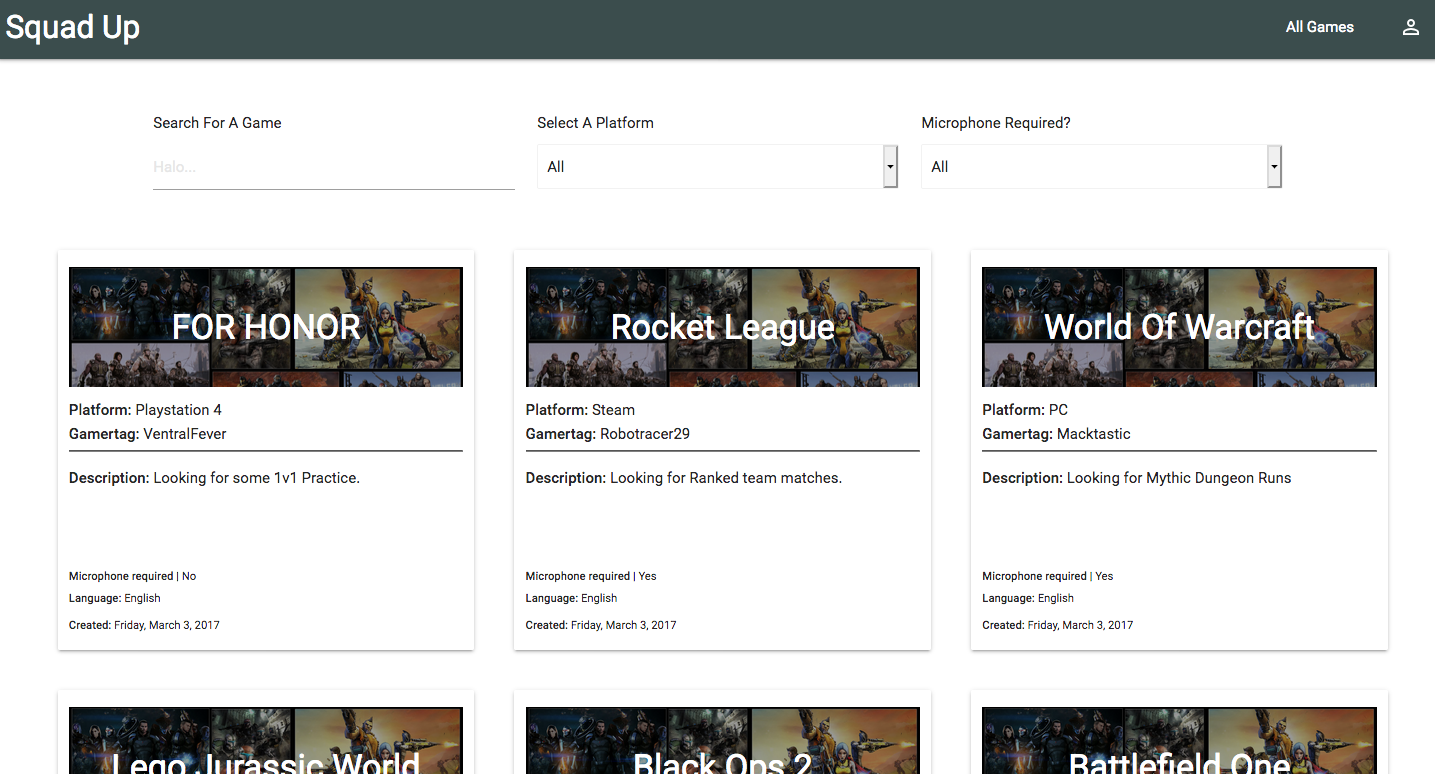 Squad Up
All Games
Search For A Game
Select A Platform
Microphone Required?
Halo...
All
All
FOR HONOR
Platform: Playstation 4
Gamertag: VentralFever
Description: Looking for some 1v1 Practice.
Microphone required | No
Language: English
Created: Friday, March 3, 2017
Rocket League
Platform: Steam
Gamertag: Robotracer29
Description: Looking for Ranked team matches.
Microphone required | Yes
Language: English
Created: Friday, March 3, 2017
World Of Warcraft
Platform: PC
Gamertag: Macktastic
Description: Looking for Mythic Dungeon Runs
Microphone required | Yes
Language: English
Created: Friday, March 3, 2017
Lego Jurassic World
Black Ops 2
Battlefield One